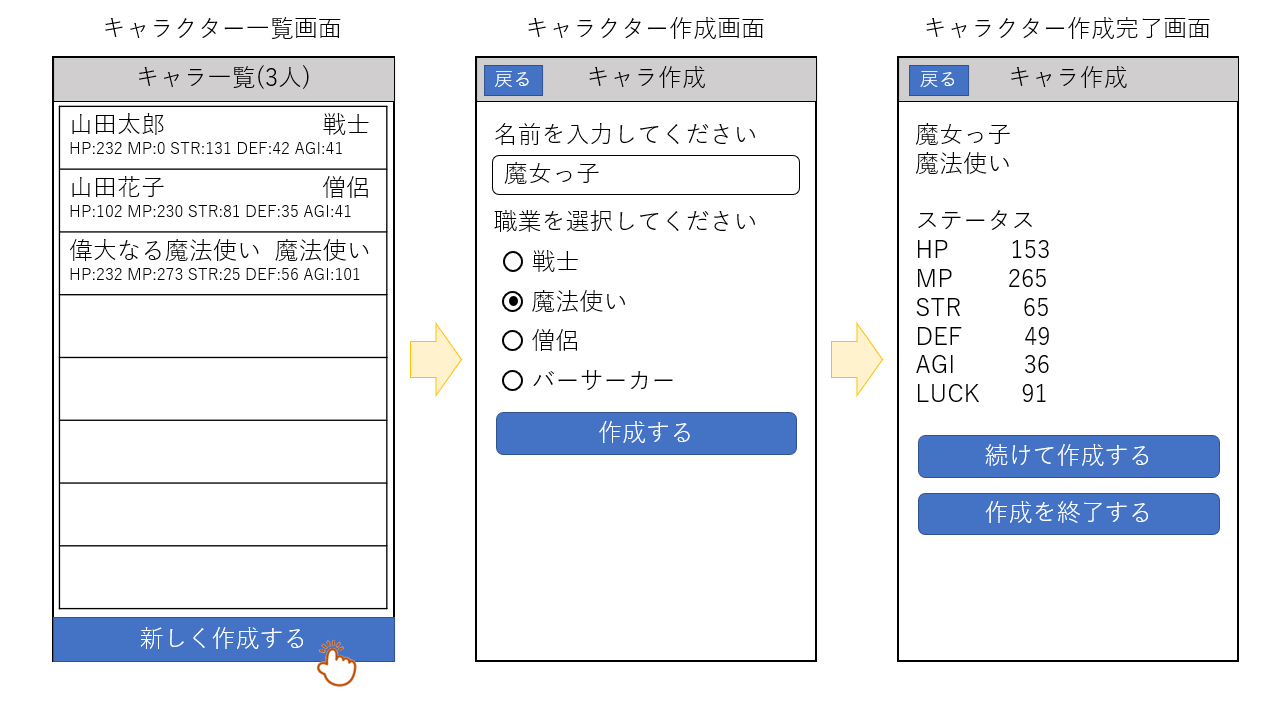 キャラクター一覧画面
キャラ一覧(3人)
山田太郎 戦士
HP:232 MP:0 STR:131 DEF:42 AGI:41
山田花子 僧侶
HP:102 MP:230 STR:81 DEF:35 AGI:41
偉大なる魔法使い 魔法使い
HP:232 MP:273 STR:25 DEF:56 AGI:101
新しく作成する
キャラクター作成画面
戻る キャラ作成
名前を入力してください
魔女っ子
職業を選択してください
戦士
魔法使い
僧侶
バーサーカー
作成する
キャラクター作成完了画面
戻る キャラ作成
魔女っ子
魔法使い
ステータス
HP 153
MP 265
STR 65
DEF 49
AGI 36
LUCK 91
続けて作成する
作成を終了する